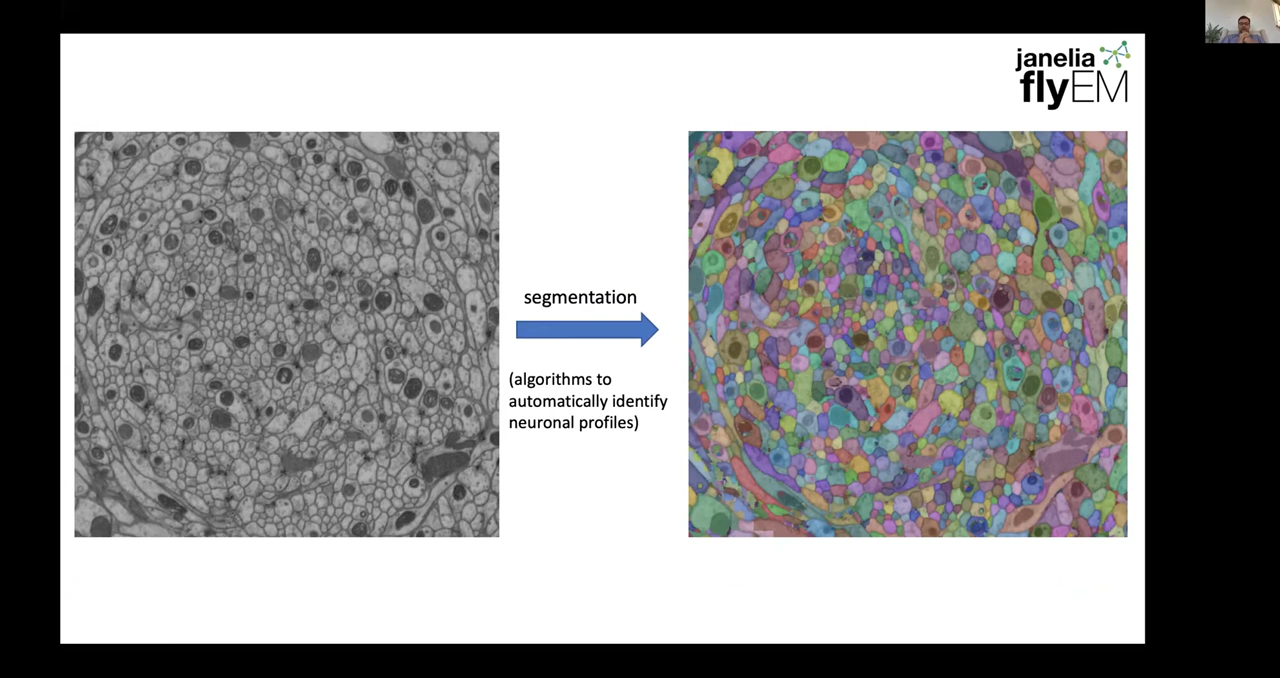 janelia
flyEM
segmentation
(algorithms to
automatically identify
neuronal profiles)